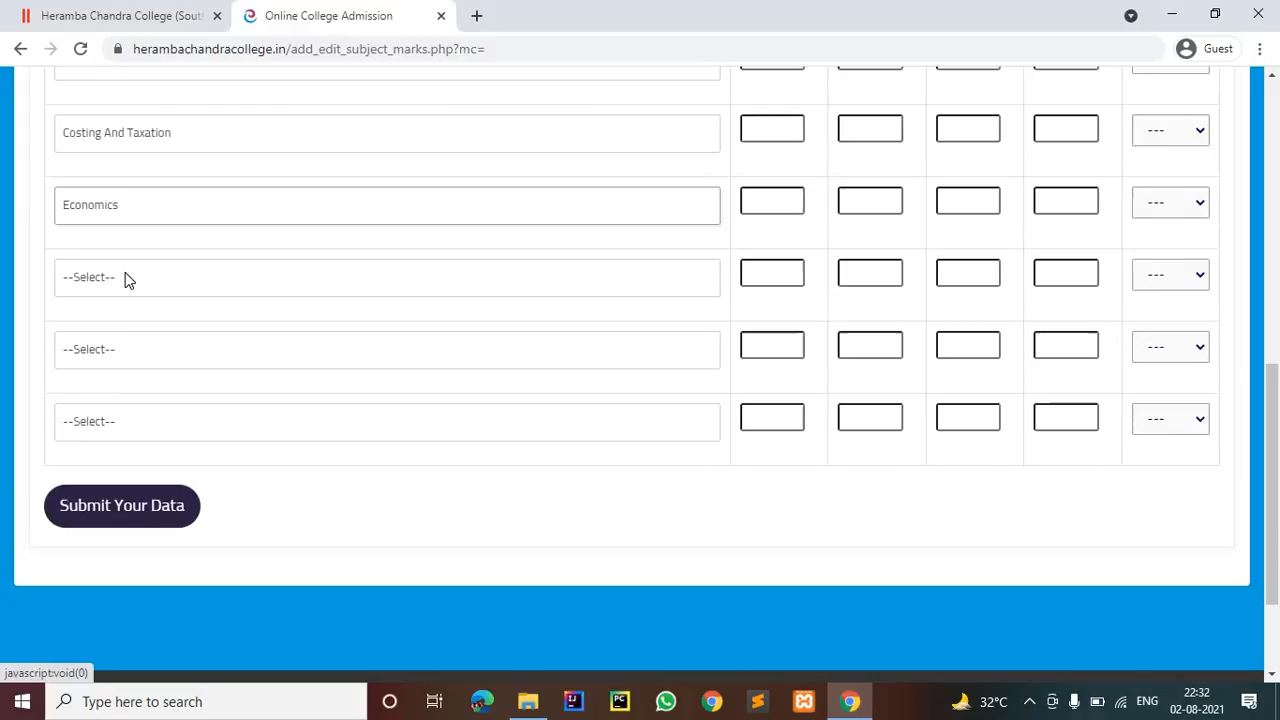 Heramba Chandra College (Sout
Online College Admission
herambachandracollege.in/add_edit_subject_marks.php?mc=
Guest
Costing And Taxation
---
Economics
---
--Select--
---
--Select--
---
--Select--
---
Submit Your Data
javascript:void(0)
Type here to search
32°C
ENG
22:32
02-08-2021